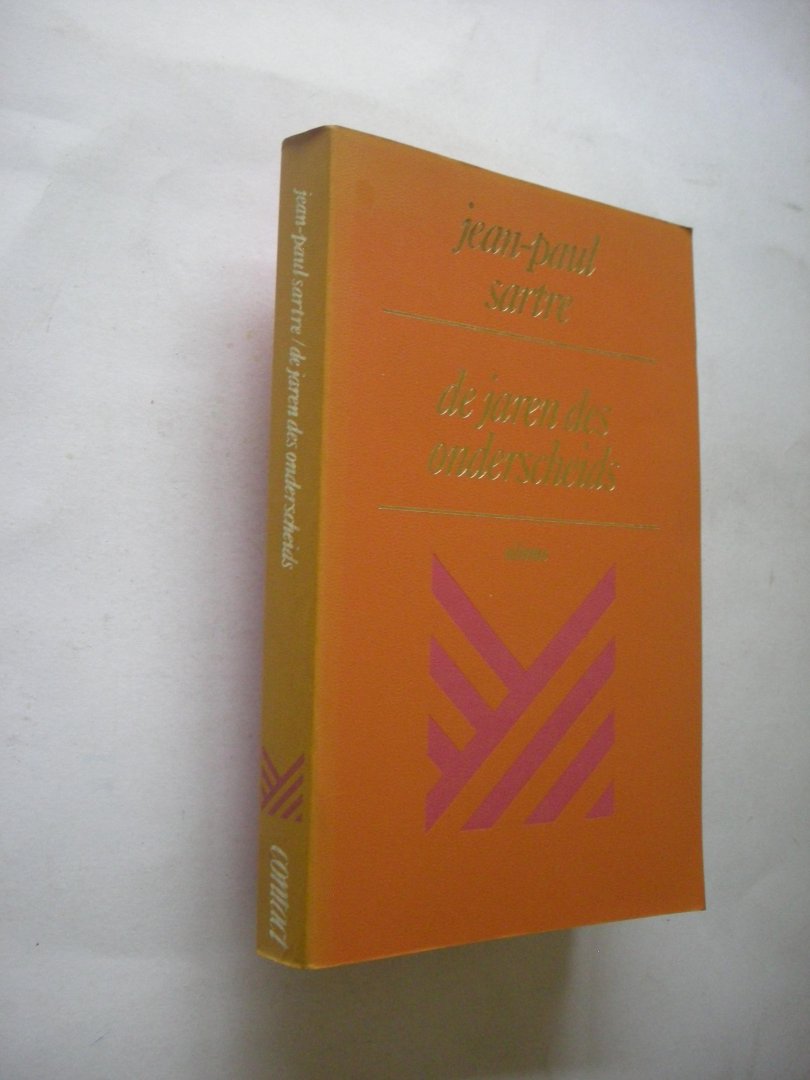 jean-paul
sartre
de jaren des
onderscheids
jean-paul sartre / de jaren des onderscheids
contact